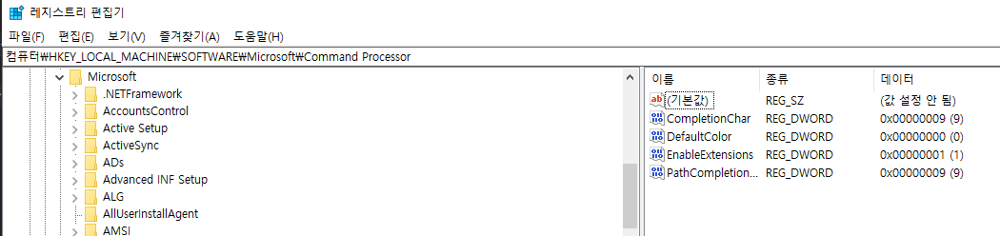 레지스트리 편집기
파일(F) 편집(E) 보기(V) 즐겨찾기(A) 도움말(H)
컴퓨터₩HKEY_LOCAL_MACHINE₩SOFTWARE₩Microsoft₩Command Processor
Microsoft
.NETFramework
AccountsControl
Active Setup
ActiveSync
ADs
Advanced INF Setup
ALG
AllUserInstallAgent
AMSI
이름 종류 데이터
(기본값) REG_SZ (값 설정 안 됨)
CompletionChar REG_DWORD 0x00000009 (9)
DefaultColor REG_DWORD 0x00000000 (0)
EnableExtensions REG_DWORD 0x00000001 (1)
PathCompletion... REG_DWORD 0x00000009 (9)